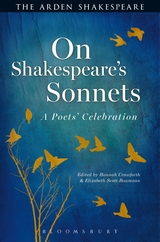 THE ARDEN SHAKESPEARE
On
Shakespeare's
Sonnets
A Poets' Celebration
Edited by Hannah Crawforth
& Elizabeth Scott-Baumann
BLOOMSBURY